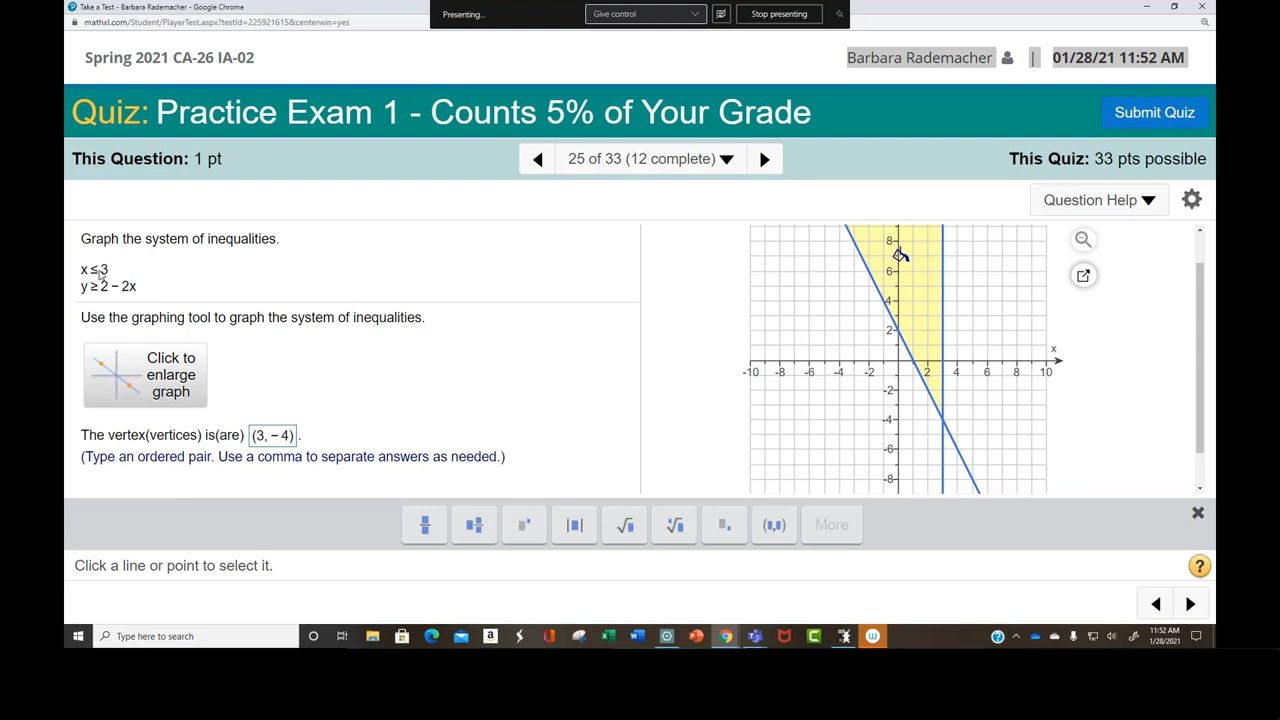 Take a Test - Barbara Rademacher - Google Chrome
Presenting...
Give control
Stop presenting
mathxl.com/Student/PlayerTest.aspx?testId=225921615&centerwin=yes
Spring 2021 CA-26 IA-02
Barbara Rademacher | 01/28/21 11:52 AM
Quiz: Practice Exam 1 - Counts 5% of Your Grade
Submit Quiz
This Question: 1 pt
25 of 33 (12 complete)
This Quiz: 33 pts possible
Question Help
Graph the system of inequalities.
x ≤ 3
y ≥ 2 − 2x
Use the graphing tool to graph the system of inequalities.
Click to
enlarge
graph
The vertex(vertices) is(are) (3, − 4).
(Type an ordered pair. Use a comma to separate answers as needed.)
8
6
4
2
x
-10 -8 -6 -4 -2 2 4 6 8 10
-2
-4
-6
-8
More
Click a line or point to select it.
?
Type here to search
11:52 AM
1/28/2021